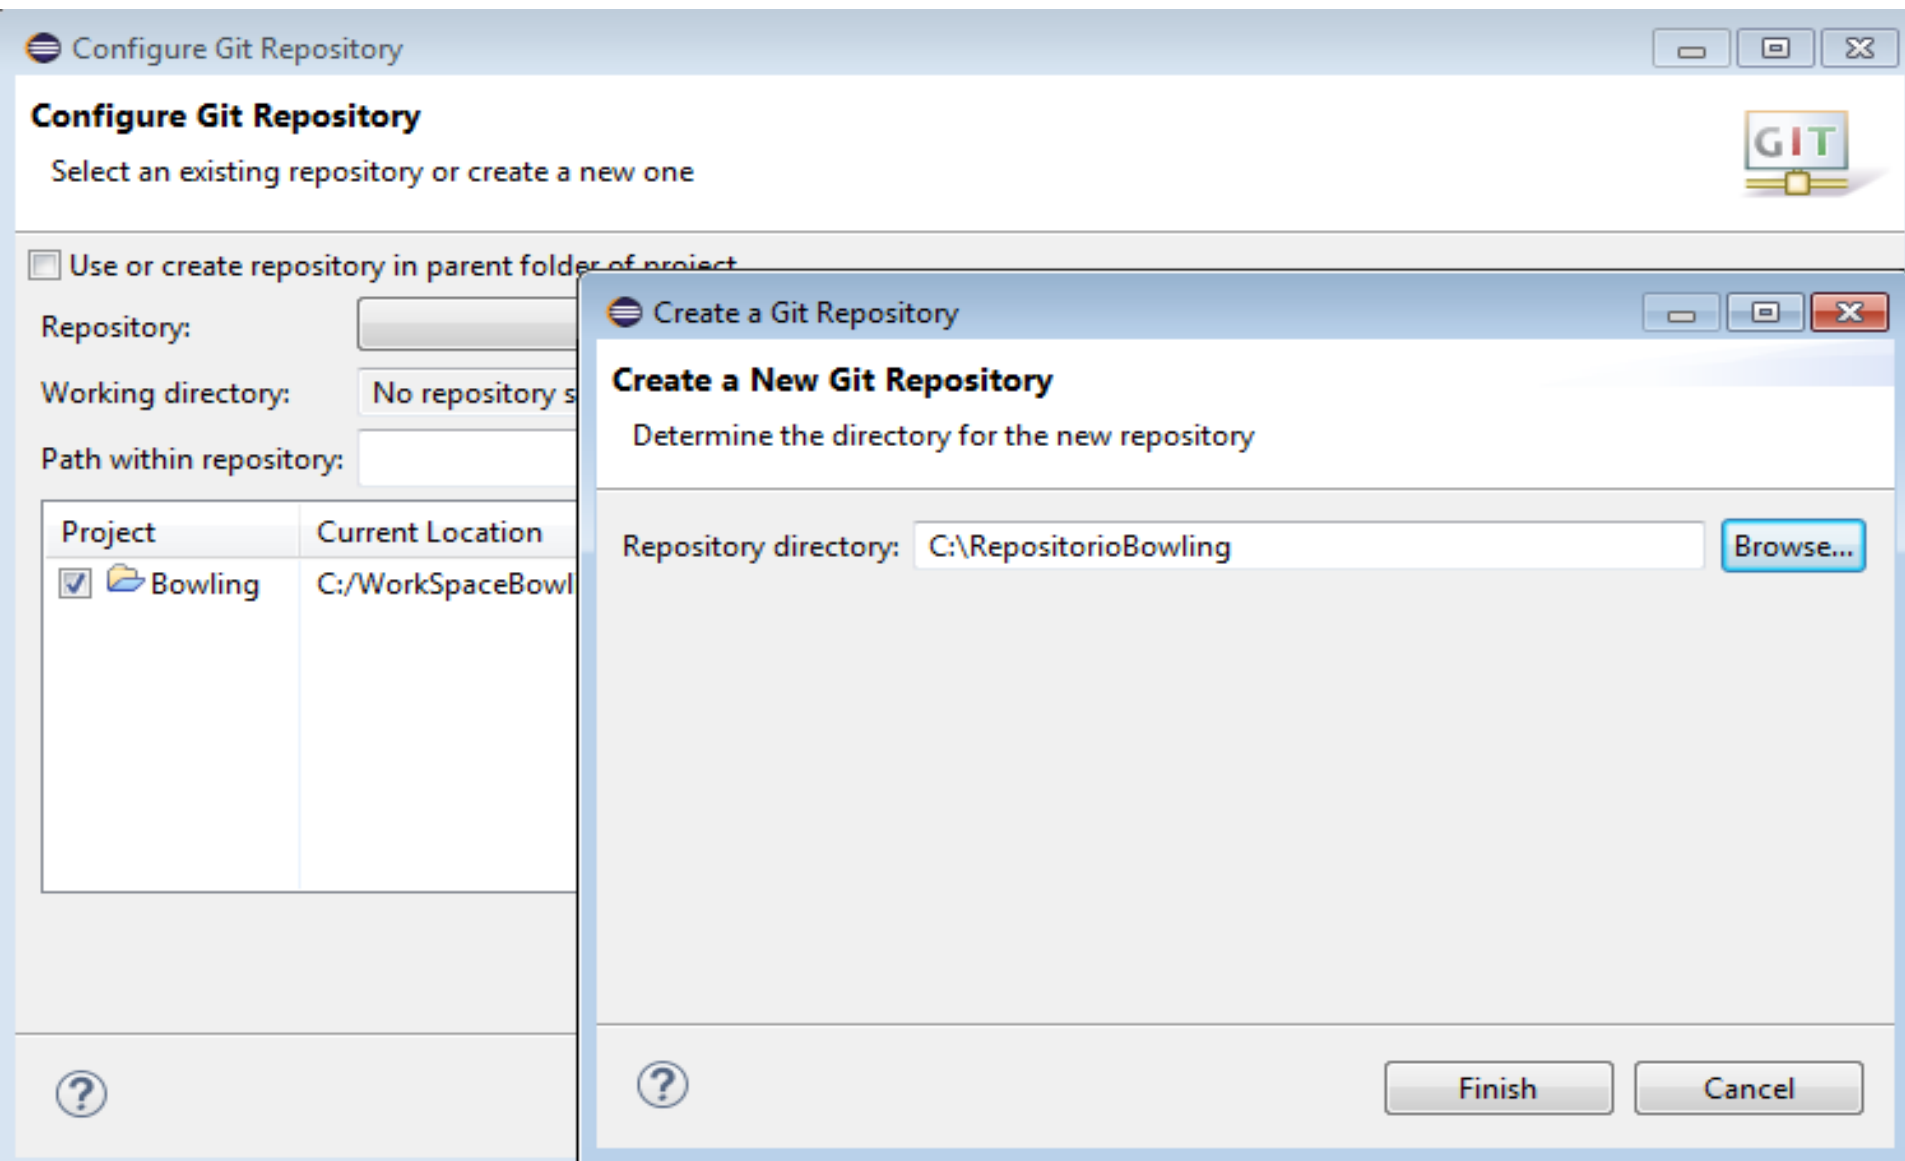 Configure Git Repository
Configure Git Repository
Select an existing repository or create a new one
GIT
Use or create repository in parent folder of project
Repository:
Working directory: No repository s
Path within repository:
Project Current Location
Bowling C:/WorkSpaceBowl
Create a Git Repository
Create a New Git Repository
Determine the directory for the new repository
Repository directory: C:\RepositorioBowling Browse...
Finish Cancel